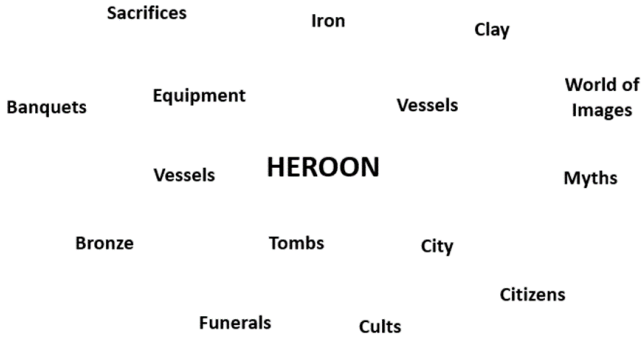 Sacrifices
Iron
Clay
World of
Images
Banquets
Equipment
Vessels
Vessels
HEROON
Myths
Bronze
Tombs
City
Citizens
Funerals
Cults